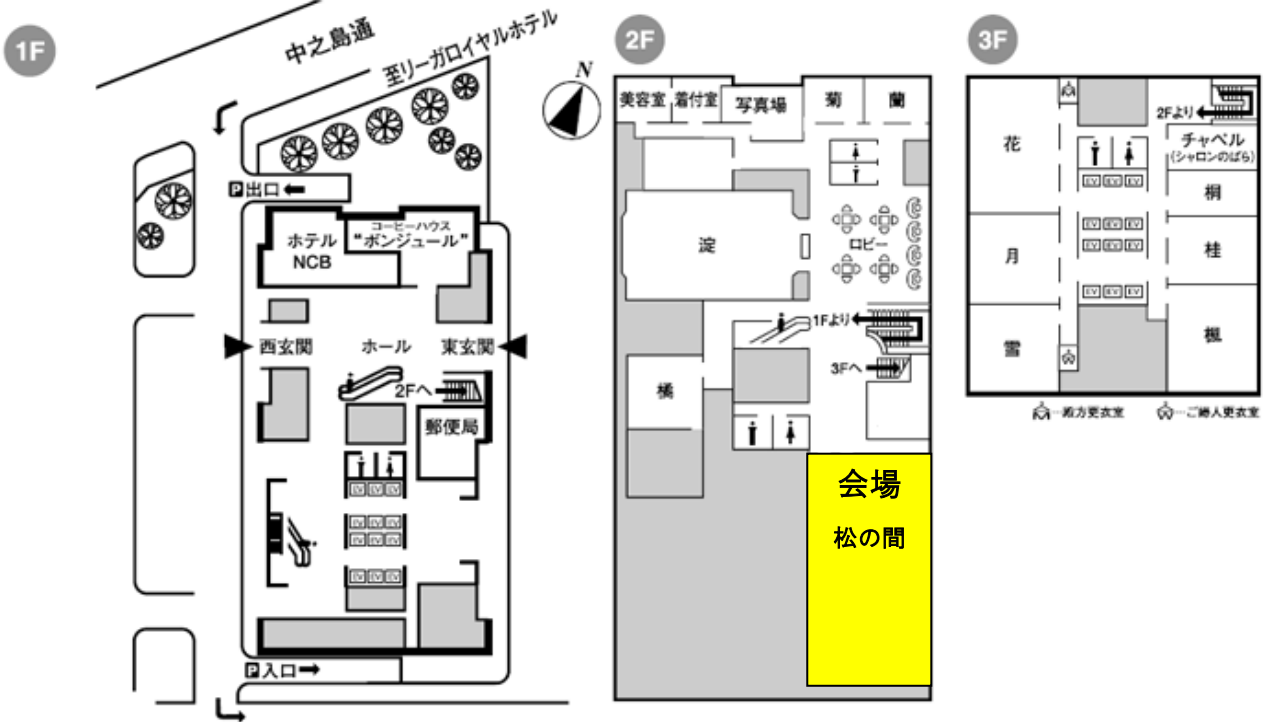 1F
中之島通
至リーガロイヤルホテル
P出口
コーヒーハウス
"ボンジュール"
ホテル
NCB
西玄関
ホール
東玄関
2Fへ
郵便局
EV EV EV
EV EV EV
EV EV EV
EV EV EV
P入口
N
2F
美容室
着付室
写真場
菊
蘭
淀
ロビー
1Fより
3Fへ
橘
会場
松の間
3F
花
月
雪
2Fより
チャペル
(シャロンのばら)
桐
桂
楓
EV EV EV
EV EV EV
EV EV EV
EV EV EV
…殿方更衣室
…ご婦人更衣室